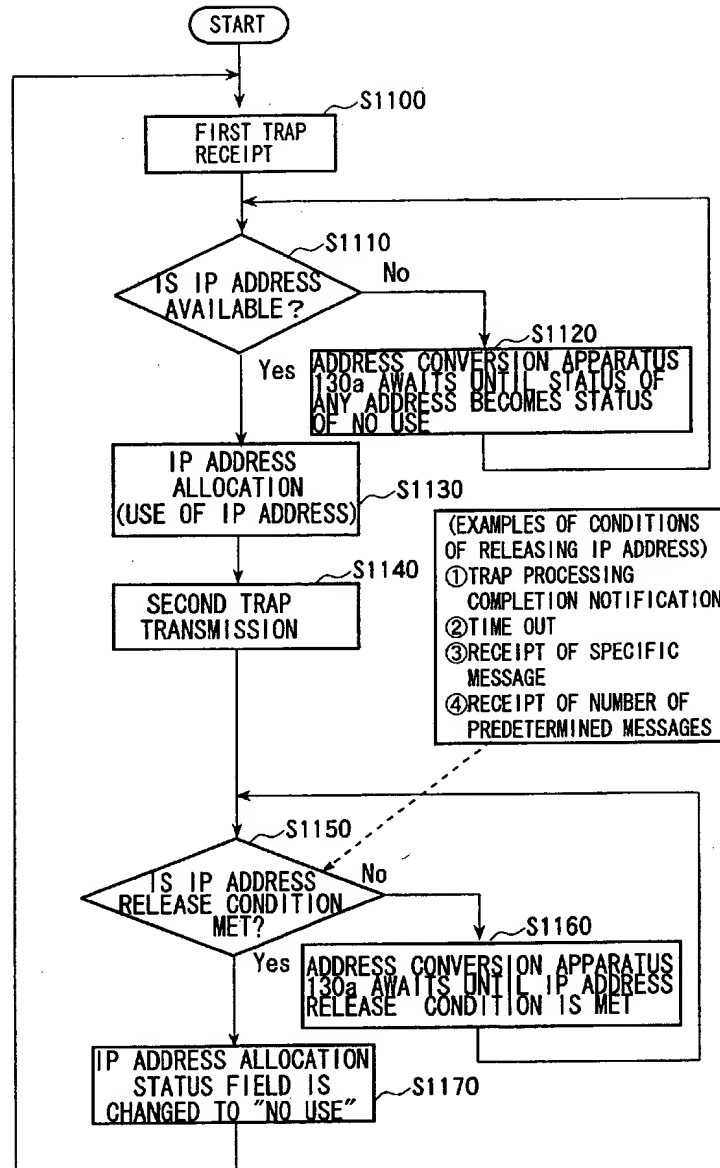 START
S1100
FIRST TRAP
RECEIPT
S1110
IS IP ADDRESS
AVAILABLE?
No
Yes
S1120
ADDRESS CONVERSION APPARATUS
130a AWAITS UNTIL STATUS OF
ANY ADDRESS BECOMES STATUS
OF NO USE
IP ADDRESS
ALLOCATION
(USE OF IP ADDRESS)
S1130
S1140
SECOND TRAP
TRANSMISSION
(EXAMPLES OF CONDITIONS
OF RELEASING IP ADDRESS)
①TRAP PROCESSING
COMPLETION NOTIFICATION
②TIME OUT
③RECEIPT OF SPECIFIC
MESSAGE
④RECEIPT OF NUMBER OF
PREDETERMINED MESSAGES
S1150
IS IP ADDRESS
RELEASE CONDITION
MET?
No
Yes
S1160
ADDRESS CONVERSION APPARATUS
130a AWAITS UNTIL IP ADDRESS
RELEASE CONDITION IS MET
IP ADDRESS ALLOCATION
STATUS FIELD IS
CHANGED TO "NO USE"
S1170